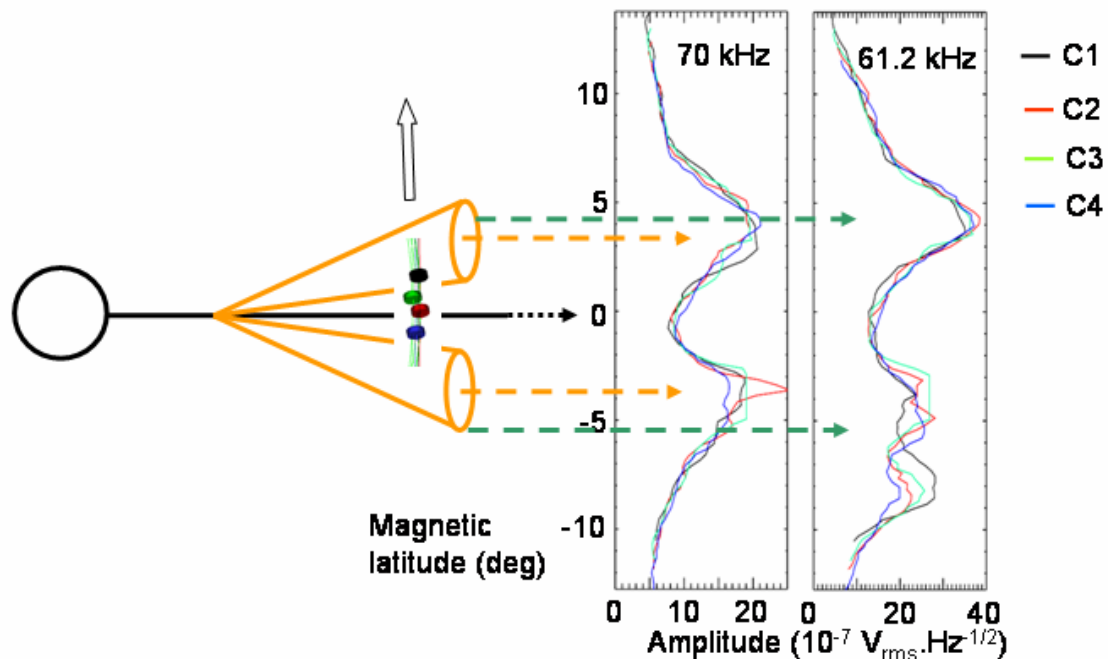 70 kHz
61.2 kHz
C1
C2
C3
C4
10
5
0
-5
-10
Magnetic
latitude (deg)
0
10
20
0
20
40
Amplitude (10⁻⁷ Vrms.Hz⁻¹/²)